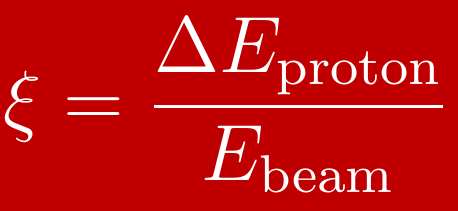 ξ = ΔE_proton / E_beam